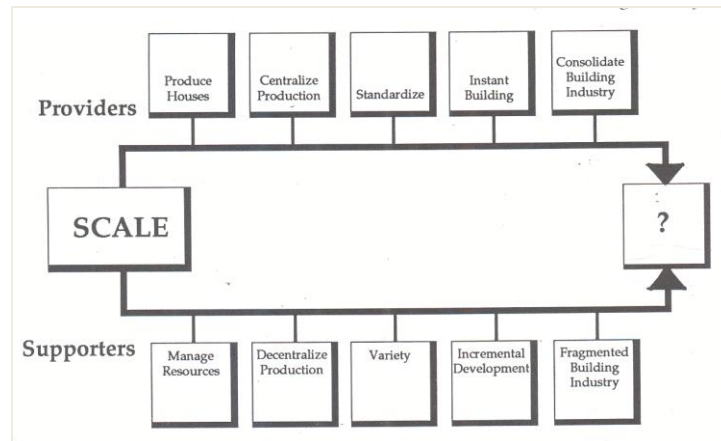 Providers
Produce
Houses
Centralize
Production
Standardize
Instant
Building
Consolidate
Building
Industry
SCALE
?
Supporters
Manage
Resources
Decentralize
Production
Variety
Incremental
Development
Fragmented
Building
Industry